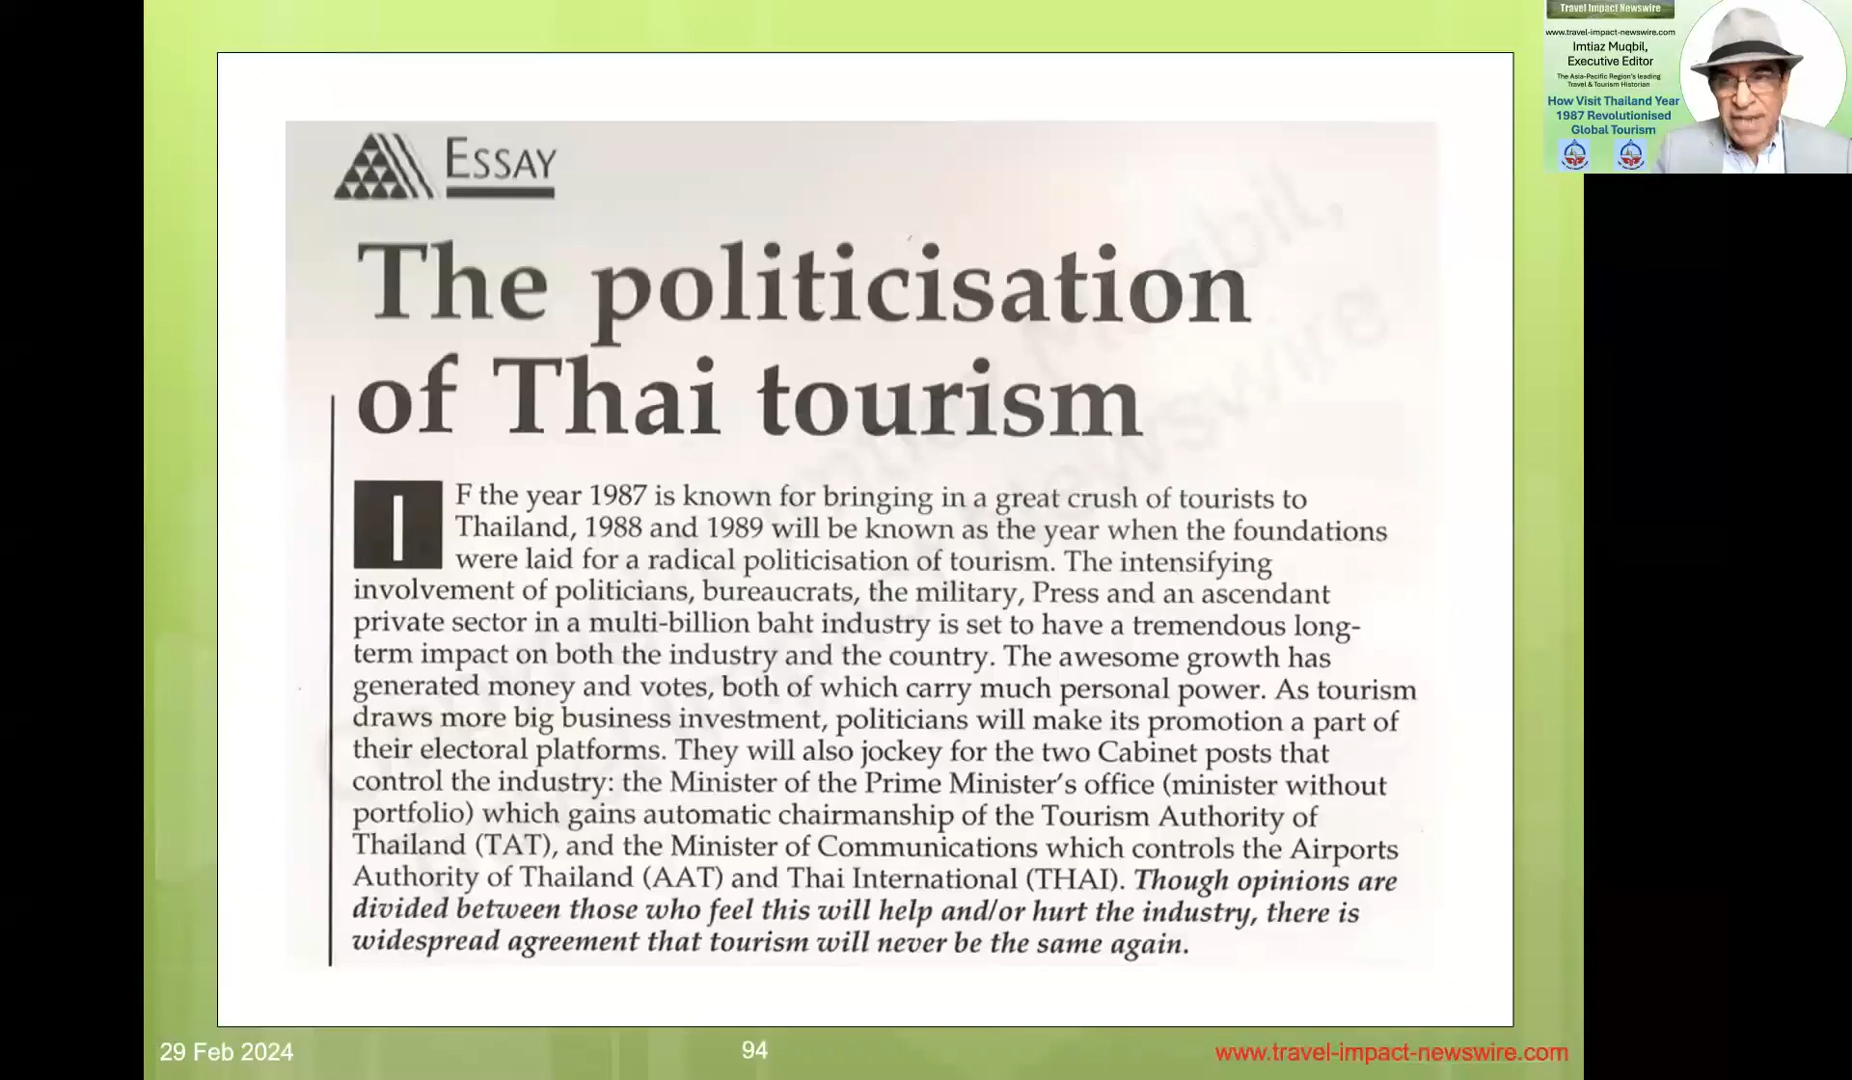 Travel Impact Newswire
www.travel-impact-newswire.com
Imtiaz Muqbil,
Executive Editor
The Asia-Pacific Region's leading
Travel & Tourism Historian
How Visit Thailand Year
1987 Revolutionised
Global Tourism
ESSAY
The politicisation
of Thai tourism
IF the year 1987 is known for bringing in a great crush of tourists to
Thailand, 1988 and 1989 will be known as the year when the foundations
were laid for a radical politicisation of tourism. The intensifying
involvement of politicians, bureaucrats, the military, Press and an ascendant
private sector in a multi-billion baht industry is set to have a tremendous long-
term impact on both the industry and the country. The awesome growth has
generated money and votes, both of which carry much personal power. As tourism
draws more big business investment, politicians will make its promotion a part of
their electoral platforms. They will also jockey for the two Cabinet posts that
control the industry: the Minister of the Prime Minister's office (minister without
portfolio) which gains automatic chairmanship of the Tourism Authority of
Thailand (TAT), and the Minister of Communications which controls the Airports
Authority of Thailand (AAT) and Thai International (THAI). Though opinions are
divided between those who feel this will help and/or hurt the industry, there is
widespread agreement that tourism will never be the same again.
29 Feb 2024
94
www.travel-impact-newswire.com